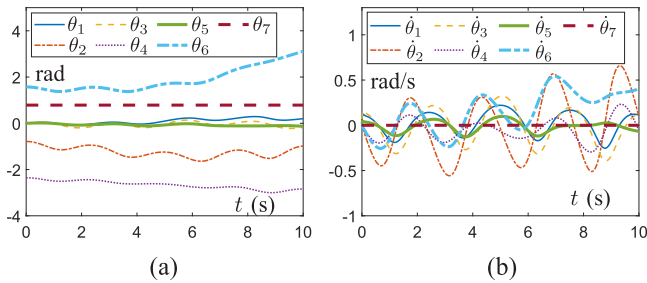 θ1 θ3 θ5 θ7
θ2 θ4 θ6
rad
4
2
0
-2
-4
0 2 4 6 8 10
t (s)
(a)
θ̇1 θ̇3 θ̇5 θ̇7
θ̇2 θ̇4 θ̇6
rad/s
1
0.5
0
-0.5
-1
0 2 4 6 8 10
t (s)
(b)